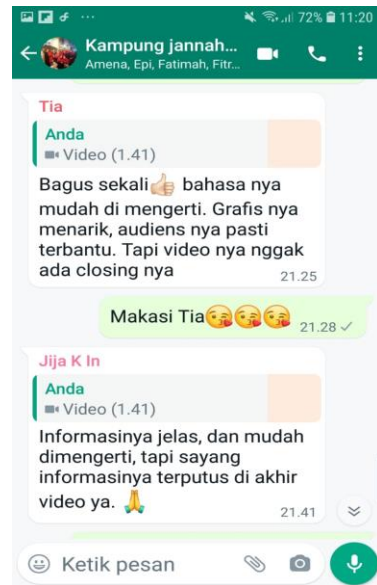 72% 11:20
Kampung jannah...
Amena, Epi, Fatimah, Fitr...
Tia
Anda
Video (1.41)
Bagus sekali👍🏻 bahasa nya
mudah di mengerti. Grafis nya
menarik, audiens nya pasti
terbantu. Tapi video nya nggak
ada closing nya
21.25
Makasi Tia😘😘😘 21.28
Jija K In
Anda
Video (1.41)
Informasinya jelas, dan mudah
dimengerti, tapi sayang
informasinya terputus di akhir
video ya. 🙏
21.41
Ketik pesan